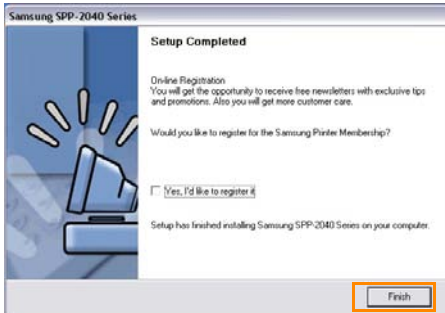 Samsung SPP-2040 Series
Setup Completed
On-line Registration
You will get the opportunity to receive free newsletters with exclusive tips
and promotions. Also you will get more customer care.
Would you like to register for the Samsung Printer Membership?
Yes, I'd like to register it
Setup has finished installing Samsung SPP-2040 Series on your computer.
Finish